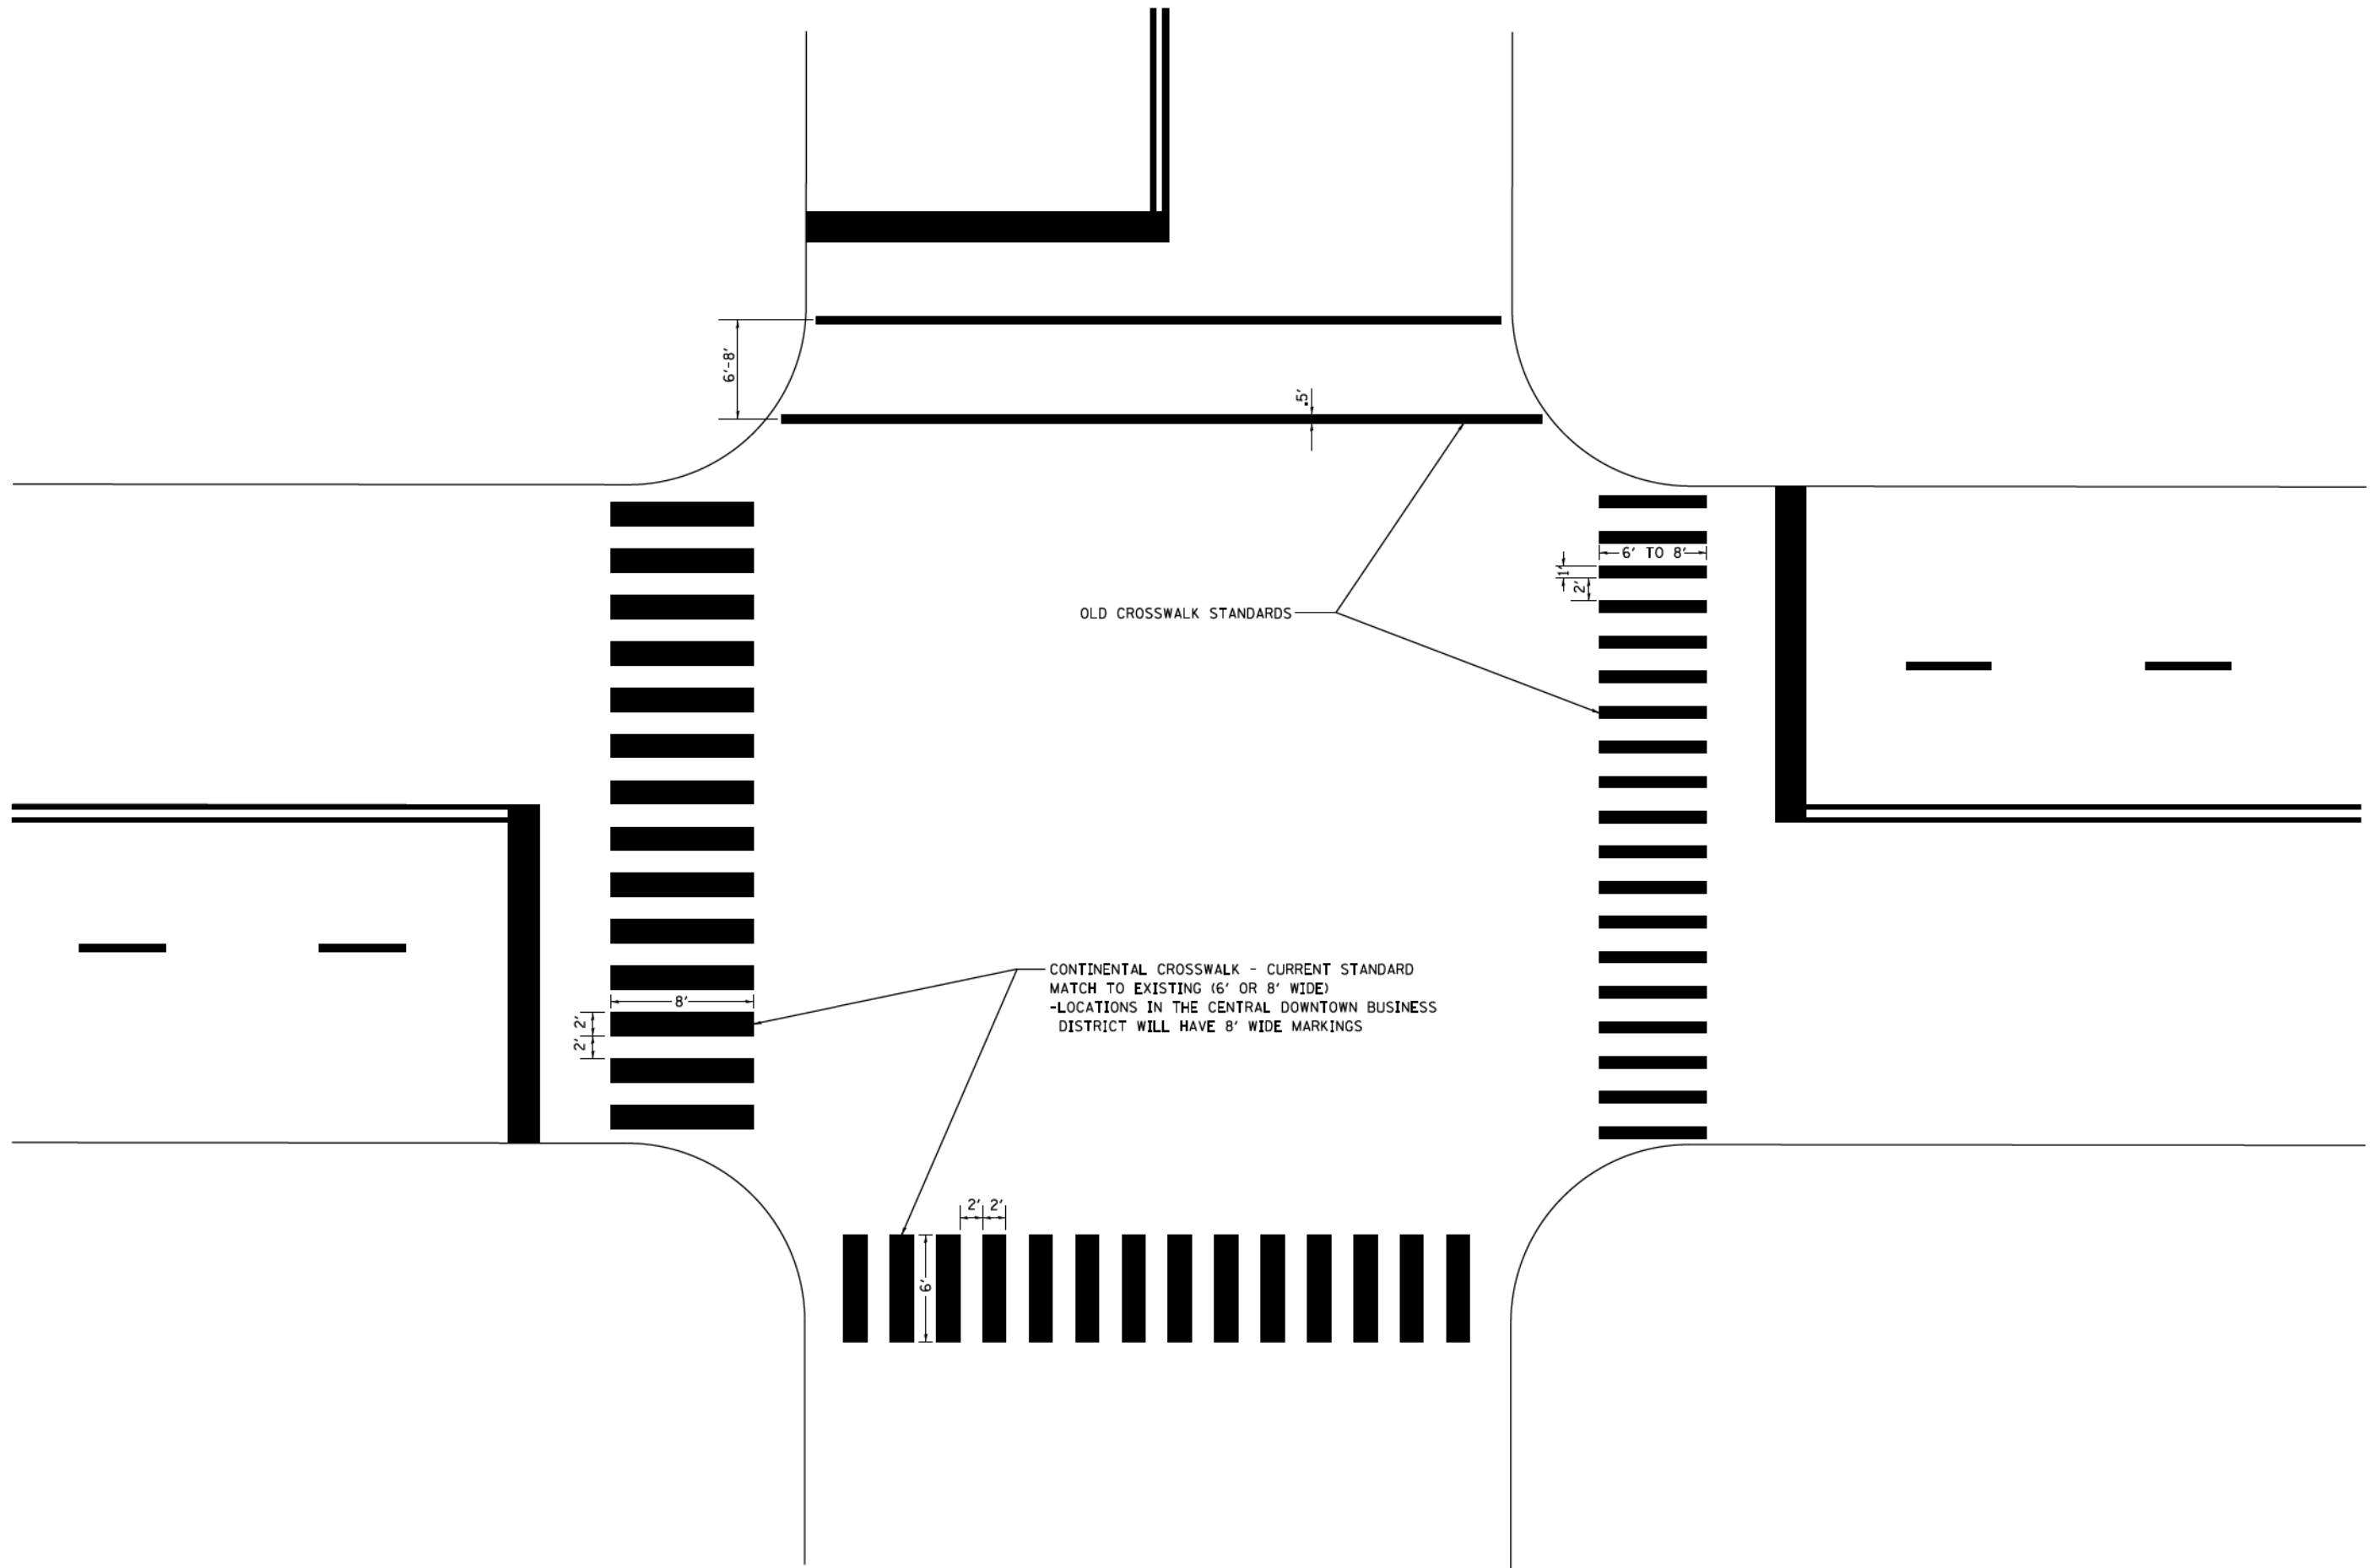 6'-8'
.5'
6' TO 8'
1'
2'
OLD CROSSWALK STANDARDS
CONTINENTAL CROSSWALK - CURRENT STANDARD
MATCH TO EXISTING (6' OR 8' WIDE)
-LOCATIONS IN THE CENTRAL DOWNTOWN BUSINESS
DISTRICT WILL HAVE 8' WIDE MARKINGS
8'
2'
2'
2' 2'
6'